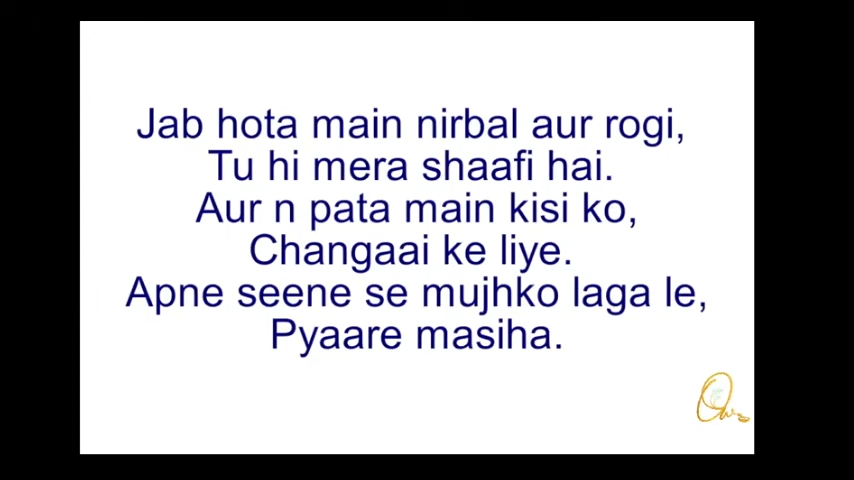 Jab hota main nirbal aur rogi,
Tu hi mera shaafi hai.
Aur n pata main kisi ko,
Changaai ke liye.
Apne seene se mujhko laga le,
Pyaare masiha.